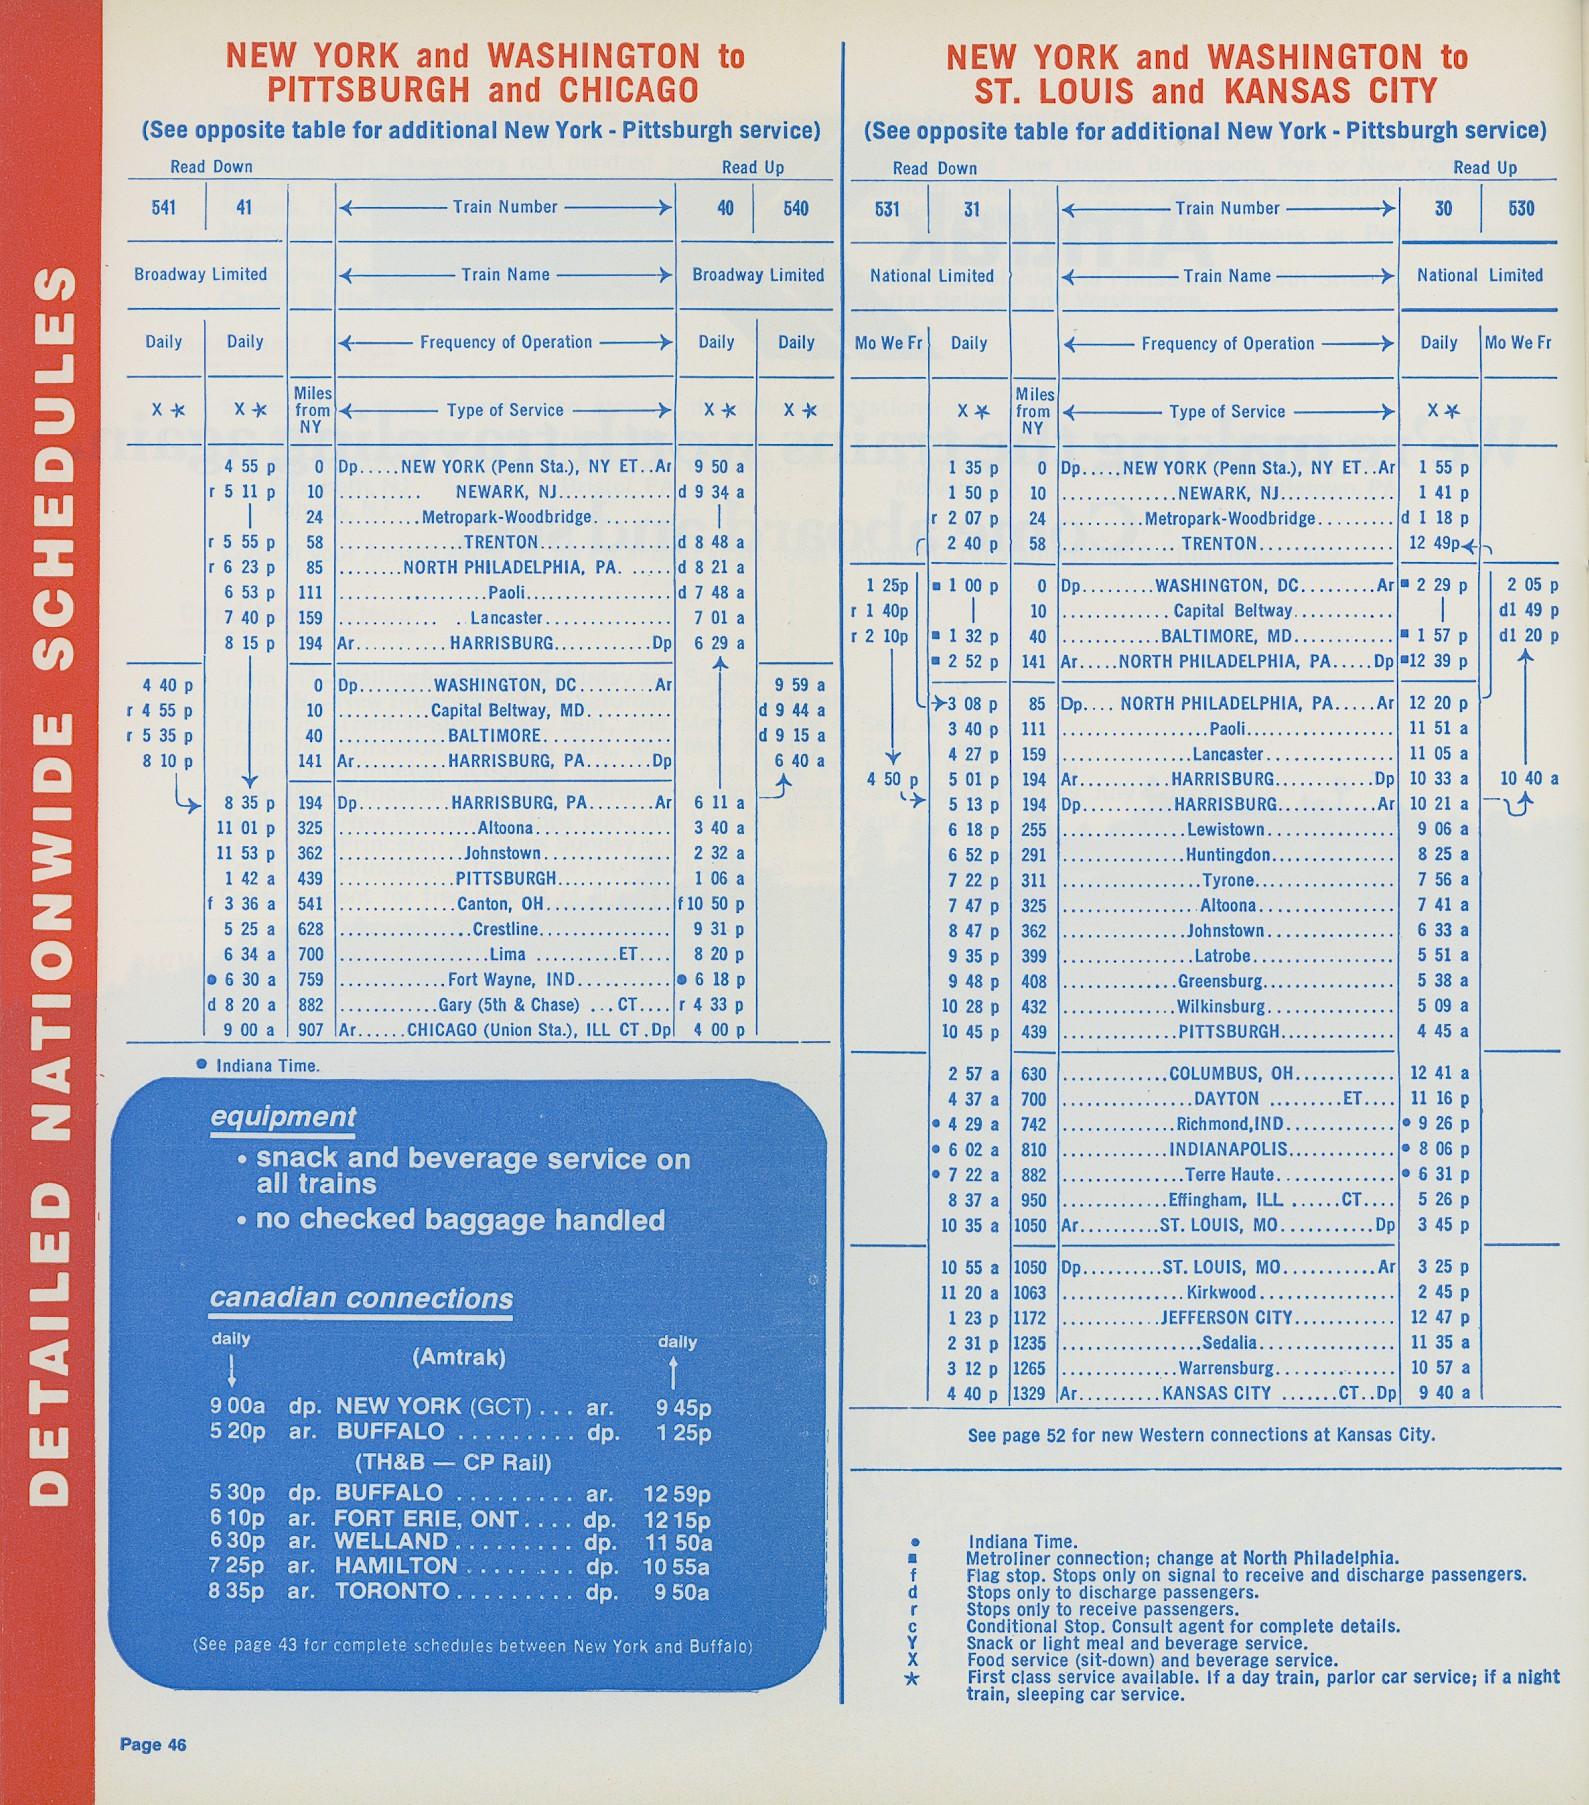 DETAILED NATIONWIDE SCHEDULES
NEW YORK and WASHINGTON to
PITTSBURGH and CHICAGO
(See opposite table for additional New York - Pittsburgh service)
Read Down Read Up
541 41 Train Number 40 540
Broadway Limited Train Name Broadway Limited
Daily Daily Frequency of Operation Daily Daily
X ★ X ★ Miles from NY Type of Service X ★ X ★
4 55 p 0 Dp.....NEW YORK (Penn Sta.), NY ET..Ar 9 50 a
r 5 11 p 10 NEWARK, NJ d 9 34 a
| 24 Metropark-Woodbridge |
r 5 55 p 58 TRENTON d 8 48 a
r 6 23 p 85 NORTH PHILADELPHIA, PA. d 8 21 a
6 53 p 111 Paoli d 7 48 a
7 40 p 159 Lancaster 7 01 a
8 15 p 194 Ar HARRISBURG Dp 6 29 a
4 40 p 0 Dp WASHINGTON, DC Ar 9 59 a
r 4 55 p 10 Capital Beltway, MD d 9 44 a
r 5 35 p 40 BALTIMORE d 9 15 a
8 10 p 141 Ar HARRISBURG, PA Dp 6 40 a
8 35 p 194 Dp HARRISBURG, PA Ar 6 11 a
11 01 p 325 Altoona 3 40 a
11 53 p 362 Johnstown 2 32 a
1 42 a 439 PITTSBURGH 1 06 a
f 3 36 a 541 Canton, OH f 10 50 p
5 25 a 628 Crestline 9 31 p
6 34 a 700 Lima ET 8 20 p
● 6 30 a 759 Fort Wayne, IND ● 6 18 p
d 8 20 a 882 Gary (5th & Chase) CT r 4 33 p
9 00 a 907 Ar CHICAGO (Union Sta.), ILL CT Dp 4 00 p
● Indiana Time.
equipment
• snack and beverage service on
all trains
• no checked baggage handled
canadian connections
daily daily
(Amtrak)
9 00a dp. NEW YORK (GCT) ... ar. 9 45p
5 20p ar. BUFFALO ......... dp. 1 25p
(TH&B — CP Rail)
5 30p dp. BUFFALO ......... ar. 12 59p
6 10p ar. FORT ERIE, ONT .... dp. 12 15p
6 30p ar. WELLAND ......... dp. 11 50a
7 25p ar. HAMILTON ........ dp. 10 55a
8 35p ar. TORONTO ......... dp. 9 50a
(See page 43 for complete schedules between New York and Buffalo)
Page 46
NEW YORK and WASHINGTON to
ST. LOUIS and KANSAS CITY
(See opposite table for additional New York - Pittsburgh service)
Read Down Read Up
531 31 Train Number 30 530
National Limited Train Name National Limited
Mo We Fr Daily Frequency of Operation Daily Mo We Fr
X ★ Miles from NY Type of Service X ★
1 35 p 0 Dp.....NEW YORK (Penn Sta.), NY ET..Ar 1 55 p
1 50 p 10 NEWARK, NJ 1 41 p
r 2 07 p 24 Metropark-Woodbridge d 1 18 p
2 40 p 58 TRENTON 12 49p
1 25p ■ 1 00 p 0 Dp WASHINGTON, DC Ar ■ 2 29 p 2 05 p
r 1 40p | 10 Capital Beltway | d1 49 p
r 2 10p ■ 1 32 p 40 BALTIMORE, MD ■ 1 57 p d1 20 p
■ 2 52 p 141 Ar NORTH PHILADELPHIA, PA Dp ■12 39 p
3 08 p 85 Dp NORTH PHILADELPHIA, PA Ar 12 20 p
3 40 p 111 Paoli 11 51 a
4 27 p 159 Lancaster 11 05 a
4 50 p 5 01 p 194 Ar HARRISBURG Dp 10 33 a 10 40 a
5 13 p 194 Dp HARRISBURG Ar 10 21 a
6 18 p 255 Lewistown 9 06 a
6 52 p 291 Huntingdon 8 25 a
7 22 p 311 Tyrone 7 56 a
7 47 p 325 Altoona 7 41 a
8 47 p 362 Johnstown 6 33 a
9 35 p 399 Latrobe 5 51 a
9 48 p 408 Greensburg 5 38 a
10 28 p 432 Wilkinsburg 5 09 a
10 45 p 439 PITTSBURGH 4 45 a
2 57 a 630 COLUMBUS, OH 12 41 a
4 37 a 700 DAYTON ET 11 16 p
● 4 29 a 742 Richmond,IND ● 9 26 p
● 6 02 a 810 INDIANAPOLIS ● 8 06 p
● 7 22 a 882 Terre Haute ● 6 31 p
8 37 a 950 Effingham, ILL CT 5 26 p
10 35 a 1050 Ar ST. LOUIS, MO Dp 3 45 p
10 55 a 1050 Dp ST. LOUIS, MO Ar 3 25 p
11 20 a 1063 Kirkwood 2 45 p
1 23 p 1172 JEFFERSON CITY 12 47 p
2 31 p 1235 Sedalia 11 35 a
3 12 p 1265 Warrensburg 10 57 a
4 40 p 1329 Ar KANSAS CITY CT Dp 9 40 a
See page 52 for new Western connections at Kansas City.
● Indiana Time.
■ Metroliner connection; change at North Philadelphia.
f Flag stop. Stops only on signal to receive and discharge passengers.
d Stops only to discharge passengers.
r Stops only to receive passengers.
c Conditional Stop. Consult agent for complete details.
Y Snack or light meal and beverage service.
X Food service (sit-down) and beverage service.
★ First class service available. If a day train, parlor car service; if a night
train, sleeping car service.